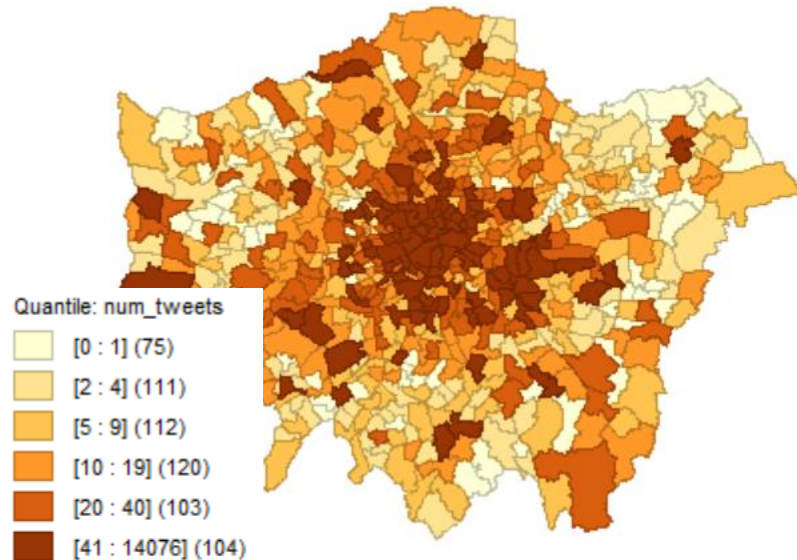 Quantile: num_tweets
[0 : 1] (75)
[2 : 4] (111)
[5 : 9] (112)
[10 : 19] (120)
[20 : 40] (103)
[41 : 14076] (104)